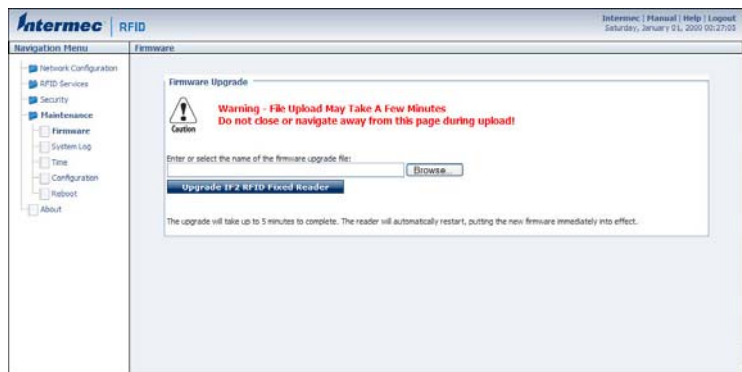 Intermec RFID
Intermec | Manual | Help | Logout
Saturday, January 01, 2000 00:27:03
Navigation Menu
Firmware
Network Configuration
RFID Services
Security
Maintenance
Firmware
System Log
Time
Configuration
Reboot
About
Firmware Upgrade
Caution
Warning - File Upload May Take A Few Minutes
Do not close or navigate away from this page during upload!
Enter or select the name of the firmware upgrade file:
Browse...
Upgrade IF2 RFID Fixed Reader
The upgrade will take up to 5 minutes to complete. The reader will automatically restart, putting the new firmware immediately into effect.